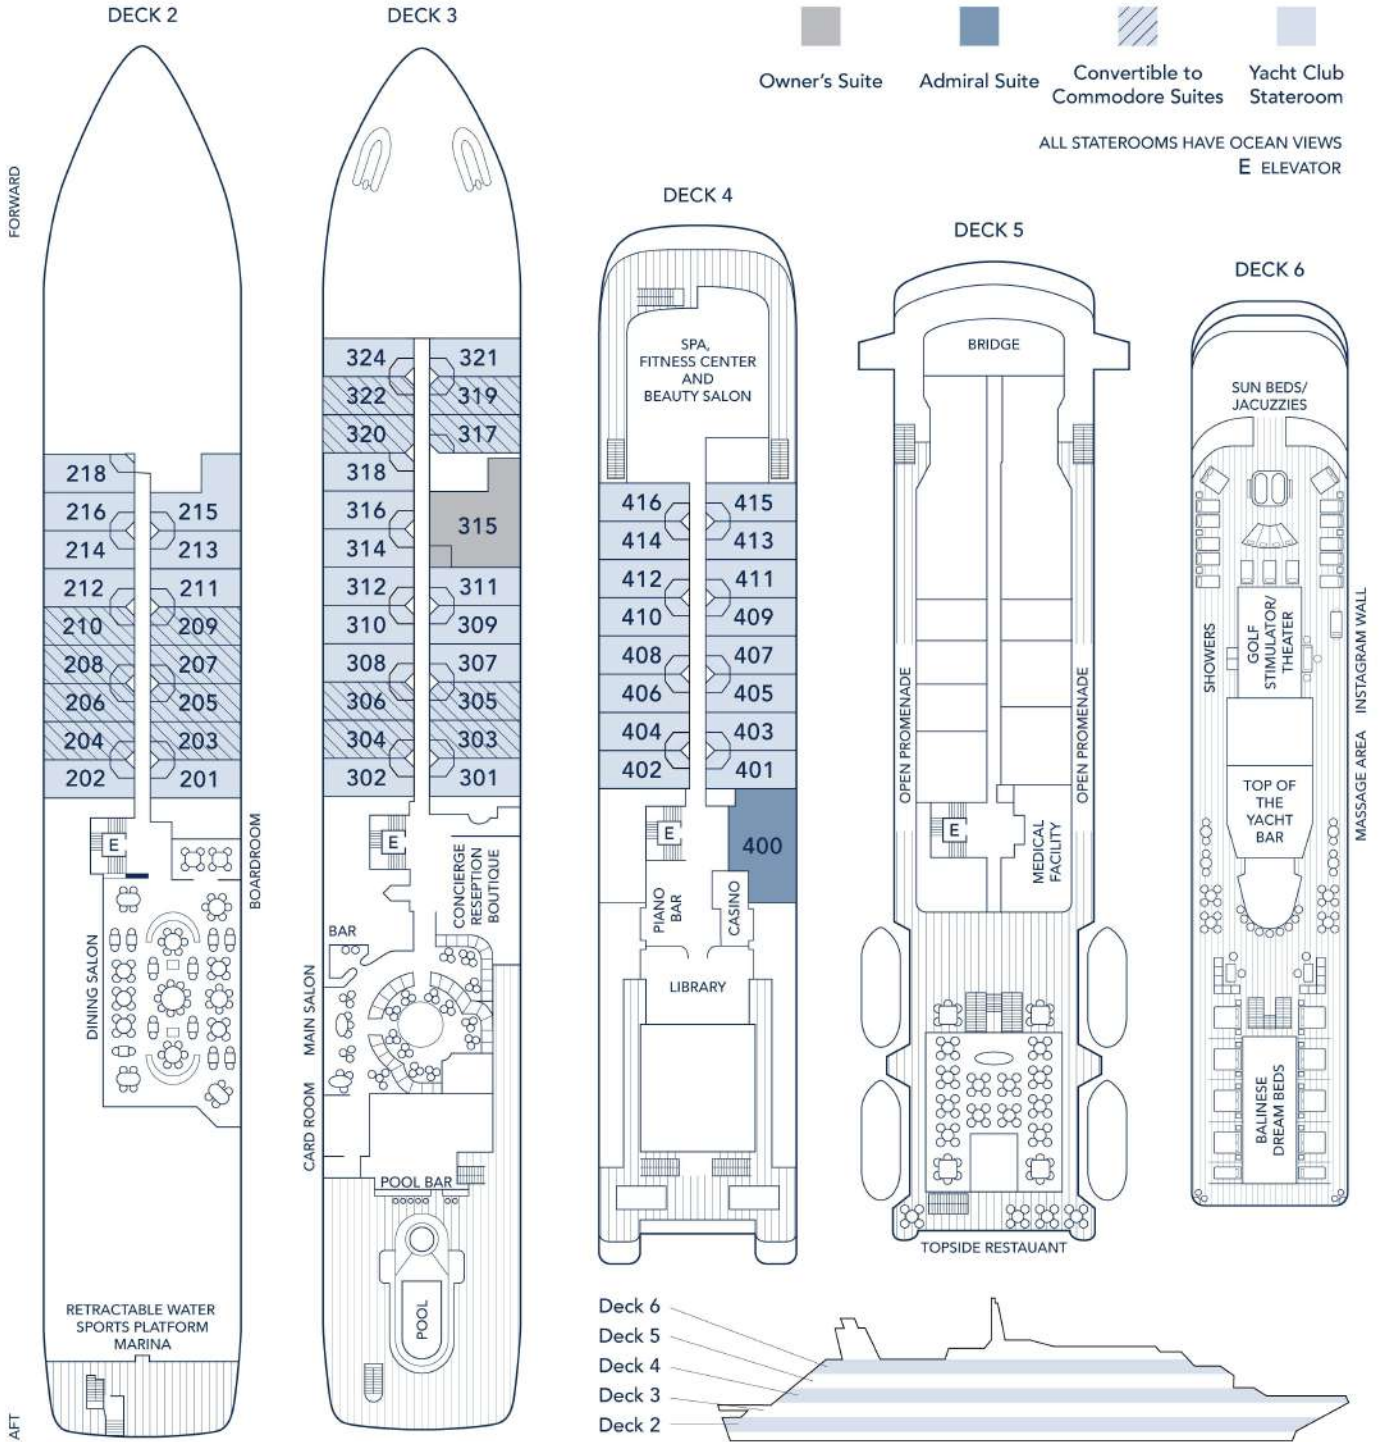 DECK 2
DECK 3
Owner's Suite
Admiral Suite
Convertible to
Commodore Suites
Yacht Club
Stateroom
ALL STATEROOMS HAVE OCEAN VIEWS
E ELEVATOR
FORWARD
AFT
218
216 215
214 213
212 211
210 209
208 207
206 205
204 203
202 201
E
BOARDROOM
DINING SALON
RETRACTABLE WATER
SPORTS PLATFORM
MARINA
324 321
322 319
320 317
318
316
315
314
312 311
310 309
308 307
306 305
304 303
302 301
E
CONCIERGE
RESEPTION
BOUTIQUE
BAR
MAIN SALON
CARD ROOM
POOL BAR
POOL
DECK 4
SPA,
FITNESS CENTER
AND
BEAUTY SALON
416 415
414 413
412 411
410 409
408 407
406 405
404 403
402 401
E
400
PIANO
BAR
CASINO
LIBRARY
DECK 5
BRIDGE
OPEN PROMENADE
OPEN PROMENADE
E
MEDICAL
FACILITY
TOPSIDE RESTAUANT
DECK 6
SUN BEDS/
JACUZZIES
SHOWERS
GOLF
STIMULATOR/
THEATER
INSTAGRAM WALL
MASSAGE AREA
TOP OF
THE
YACHT
BAR
BALINESE
DREAM BEDS
Deck 6
Deck 5
Deck 4
Deck 3
Deck 2